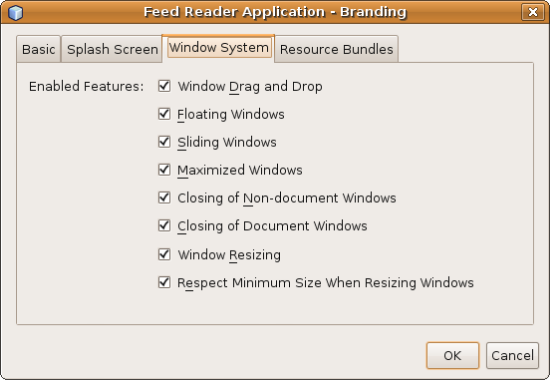 Feed Reader Application - Branding
Basic Splash Screen Window System Resource Bundles
Enabled Features: Window Drag and Drop
Floating Windows
Sliding Windows
Maximized Windows
Closing of Non-document Windows
Closing of Document Windows
Window Resizing
Respect Minimum Size When Resizing Windows
OK Cancel